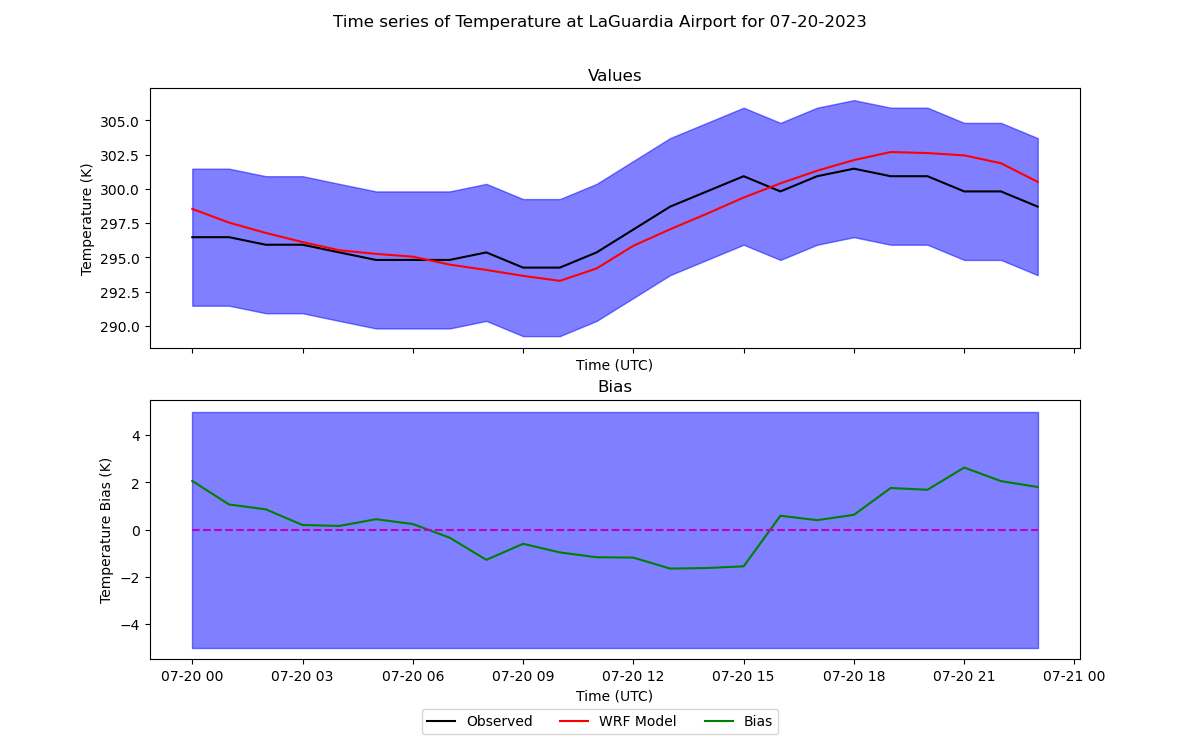 Time series of Temperature at LaGuardia Airport for 07-20-2023
Values
Temperature (K)
305.0
302.5
300.0
297.5
295.0
292.5
290.0
Time (UTC)
Bias
Temperature Bias (K)
4
2
0
−2
−4
07-20 00 07-20 03 07-20 06 07-20 09 07-20 12 07-20 15 07-20 18 07-20 21 07-21 00
Time (UTC)
Observed WRF Model Bias